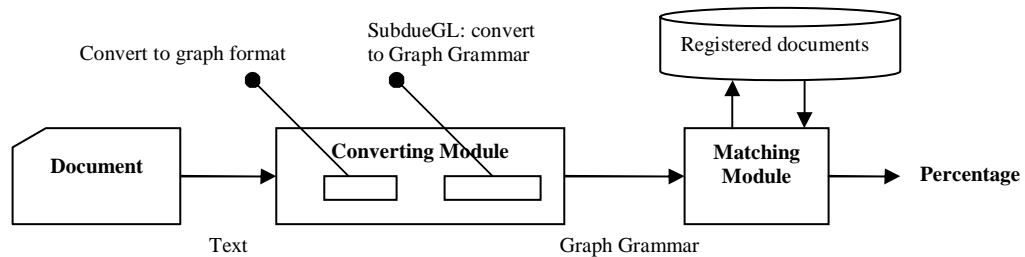 SubdueGL: convert
to Graph Grammar
Convert to graph format
Registered documents
Document
Converting Module
Matching
Module
Percentage
Text
Graph Grammar